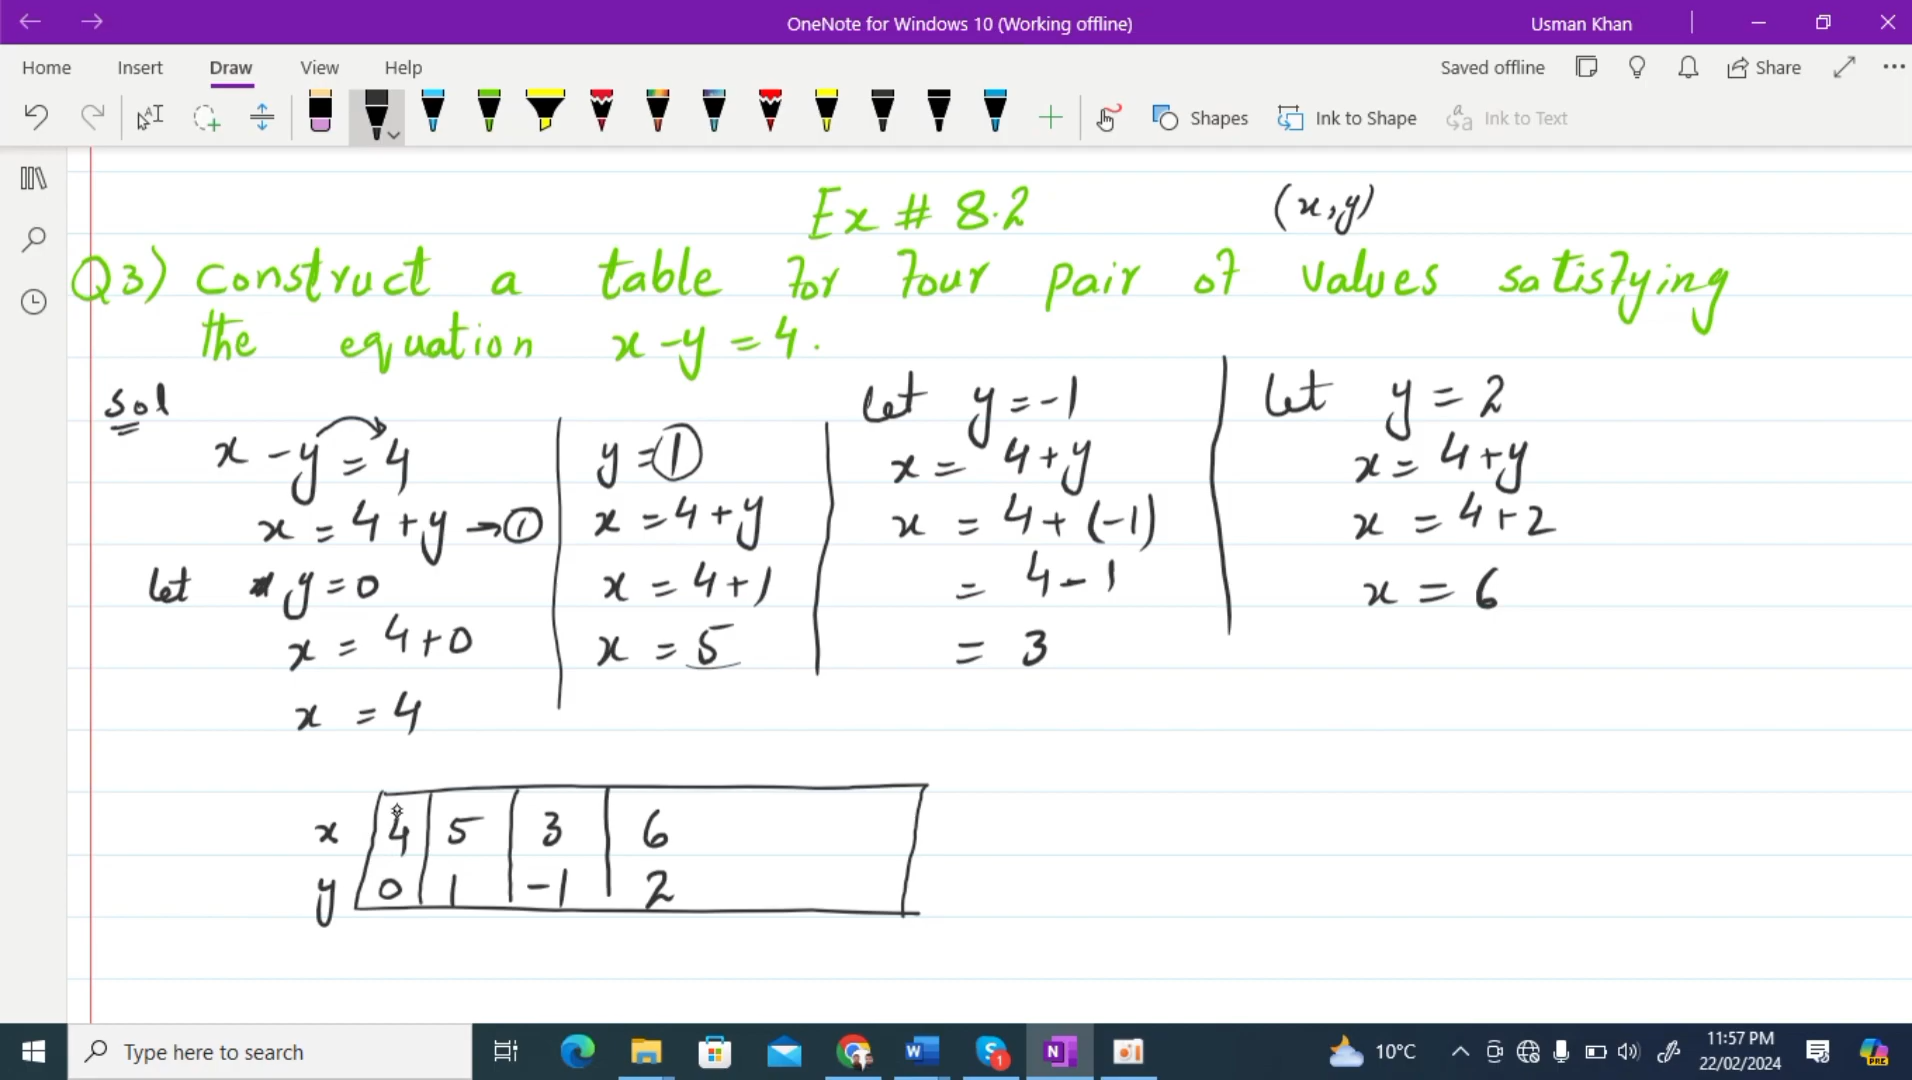 OneNote for Windows 10 (Working offline)
Usman Khan
Home Insert Draw View Help
Saved offline
Share
Shapes
Ink to Shape
Ink to Text
Ex # 8.2
(x,y)
Q3) construct a table for four pair of values satisfying
the equation x - y = 4.
Sol
x - y = 4
x = 4 + y → ①
let y = 0
x = 4 + 0
x = 4
y = ①
x = 4 + y
x = 4 + 1
x = 5
let y = -1
x = 4 + y
x = 4 + (-1)
= 4 - 1
= 3
let y = 2
x = 4 + y
x = 4 + 2
x = 6
x 4 5 3 6
y 0 1 -1 2
Type here to search
10°C
11:57 PM
22/02/2024